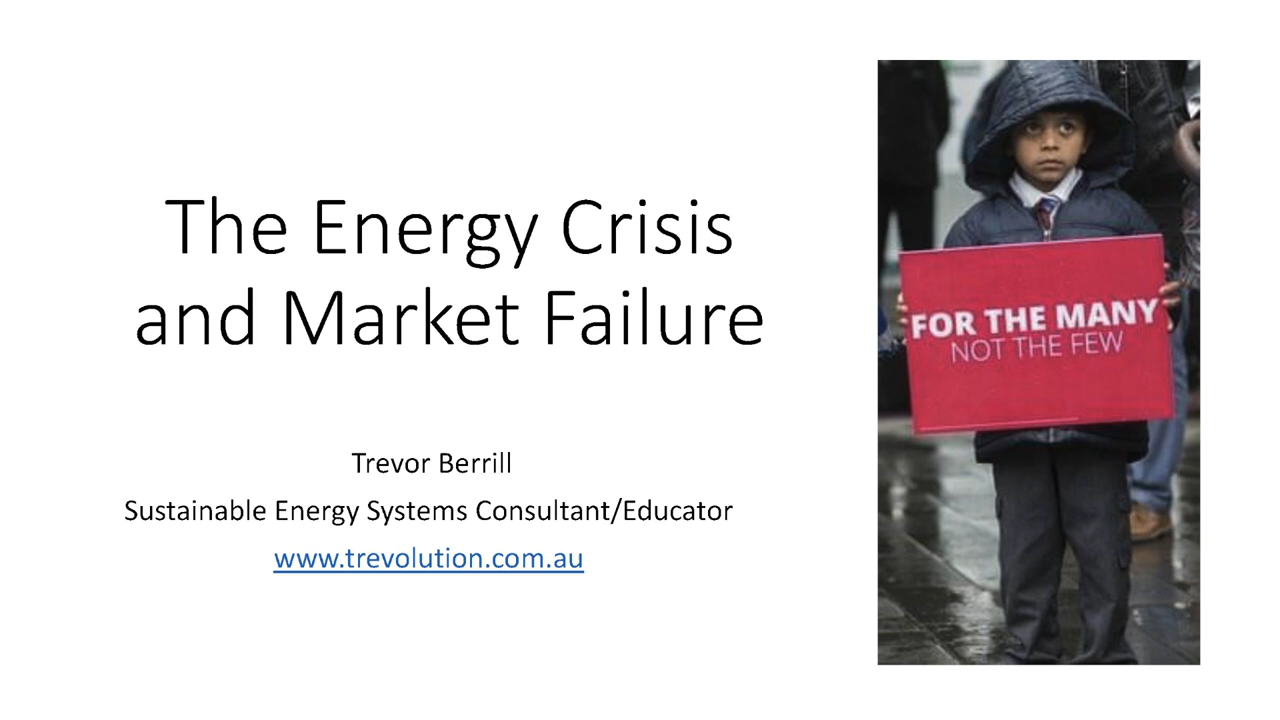 The Energy Crisis
and Market Failure
Trevor Berrill
Sustainable Energy Systems Consultant/Educator
www.trevolution.com.au
FOR THE MANY
NOT THE FEW